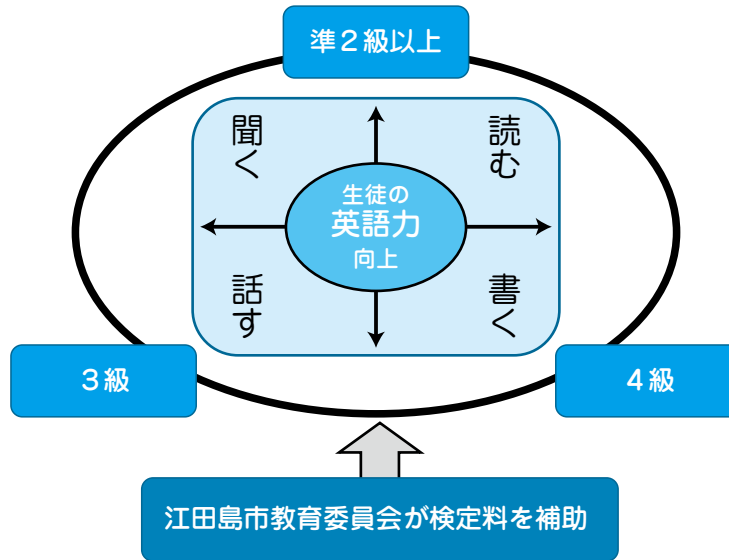 準２級以上
聞く
読む
生徒の
英語力
向上
話す
書く
３級
４級
江田島市教育委員会が検定料を補助